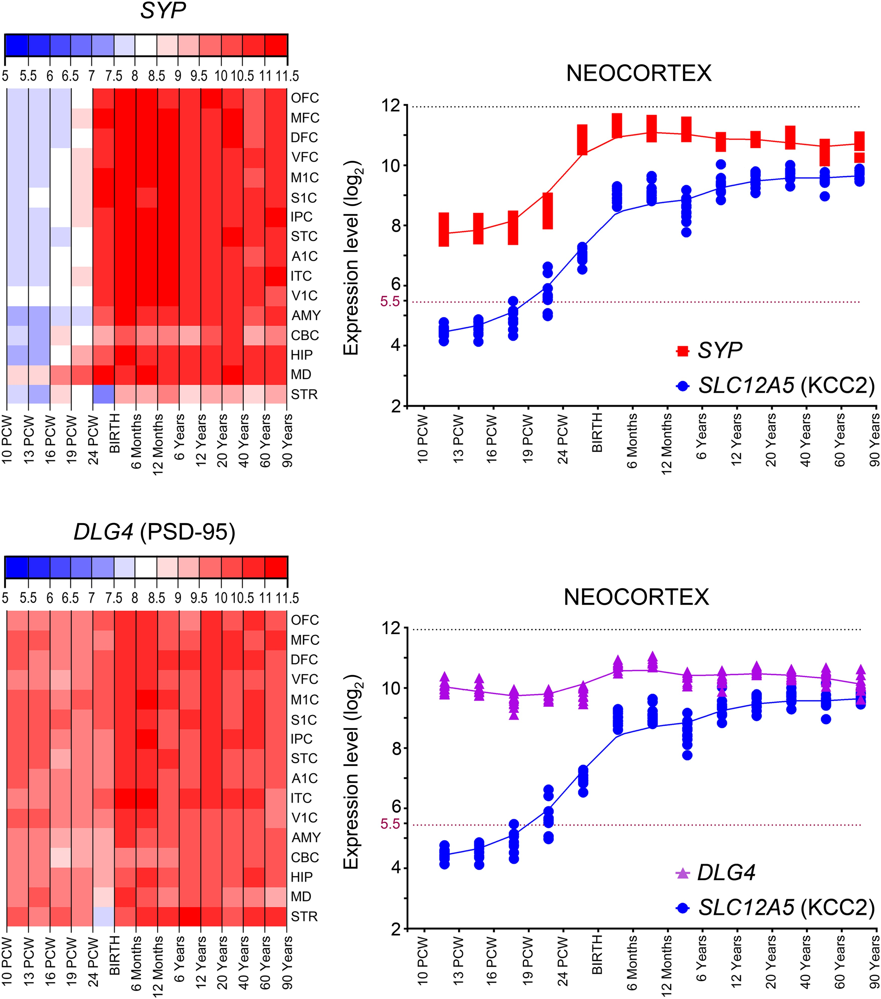 SYP
5 5.5 6 6.5 7 7.5 8 8.5 9 9.5 10 10.5 11 11.5
OFC
MFC
DFC
VFC
M1C
S1C
IPC
STC
A1C
ITC
V1C
AMY
CBC
HIP
MD
STR
10 PCW
13 PCW
16 PCW
19 PCW
24 PCW
BIRTH
6 Months
12 Months
6 Years
12 Years
20 Years
40 Years
60 Years
90 Years
NEOCORTEX
Expression level (log2)
12
10
8
6
5.5
4
2
SYP
SLC12A5 (KCC2)
10 PCW
13 PCW
16 PCW
19 PCW
24 PCW
BIRTH
6 Months
12 Months
6 Years
12 Years
20 Years
40 Years
60 Years
90 Years
DLG4 (PSD-95)
5 5.5 6 6.5 7 7.5 8 8.5 9 9.5 10 10.5 11 11.5
OFC
MFC
DFC
VFC
M1C
S1C
IPC
STC
A1C
ITC
V1C
AMY
CBC
HIP
MD
STR
10 PCW
13 PCW
16 PCW
19 PCW
24 PCW
BIRTH
6 Months
12 Months
6 Years
12 Years
20 Years
40 Years
60 Years
90 Years
NEOCORTEX
Expression level (log2)
12
10
8
6
5.5
4
2
DLG4
SLC12A5 (KCC2)
10 PCW
13 PCW
16 PCW
19 PCW
24 PCW
BIRTH
6 Months
12 Months
6 Years
12 Years
20 Years
40 Years
60 Years
90 Years